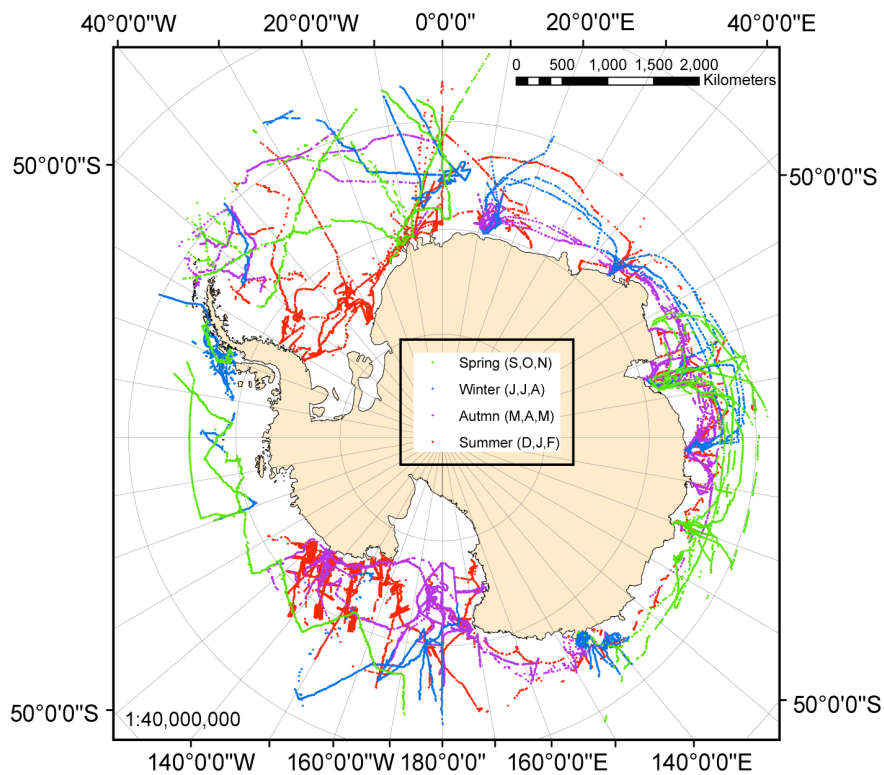 40°0'0"W 20°0'0"W 0°0'0" 20°0'0"E 40°0'0"E
0 500 1,000 1,500 2,000
Kilometers
50°0'0"S 50°0'0"S
Spring (S,O,N)
Winter (J,J,A)
Autmn (M,A,M)
Summer (D,J,F)
50°0'0"S 50°0'0"S
1:40,000,000
140°0'0"W 160°0'0"W 180°0'0" 160°0'0"E 140°0'0"E